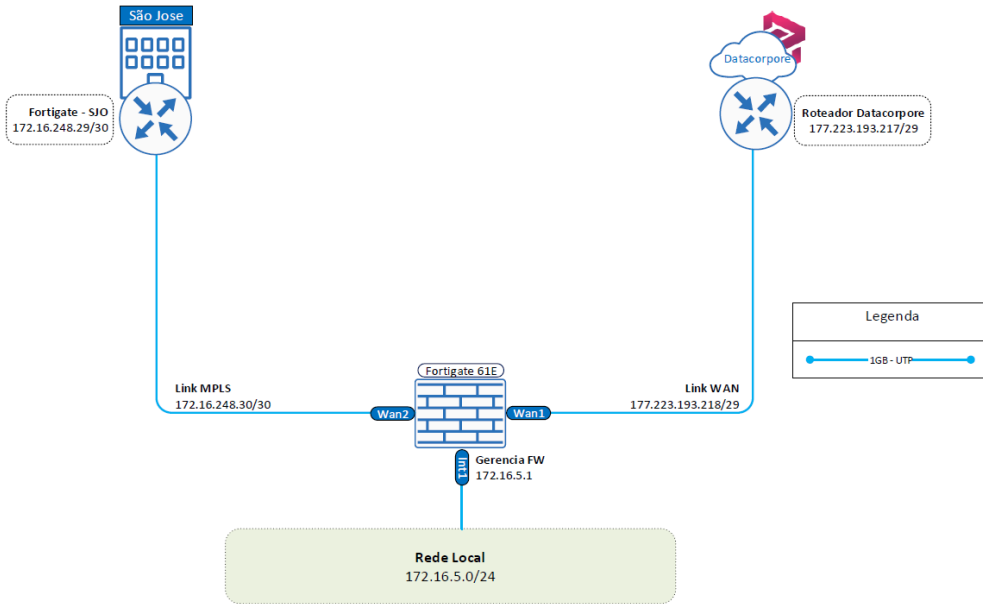 São Jose
Datacorpore
Fortigate - SJO
172.16.248.29/30
Roteador Datacorpore
177.223.193.217/29
Legenda
1GB - UTP
Fortigate 61E
Link MPLS
172.16.248.30/30
Wan2
Wan1
Link WAN
177.223.193.218/29
Int1
Gerencia FW
172.16.5.1
Rede Local
172.16.5.0/24